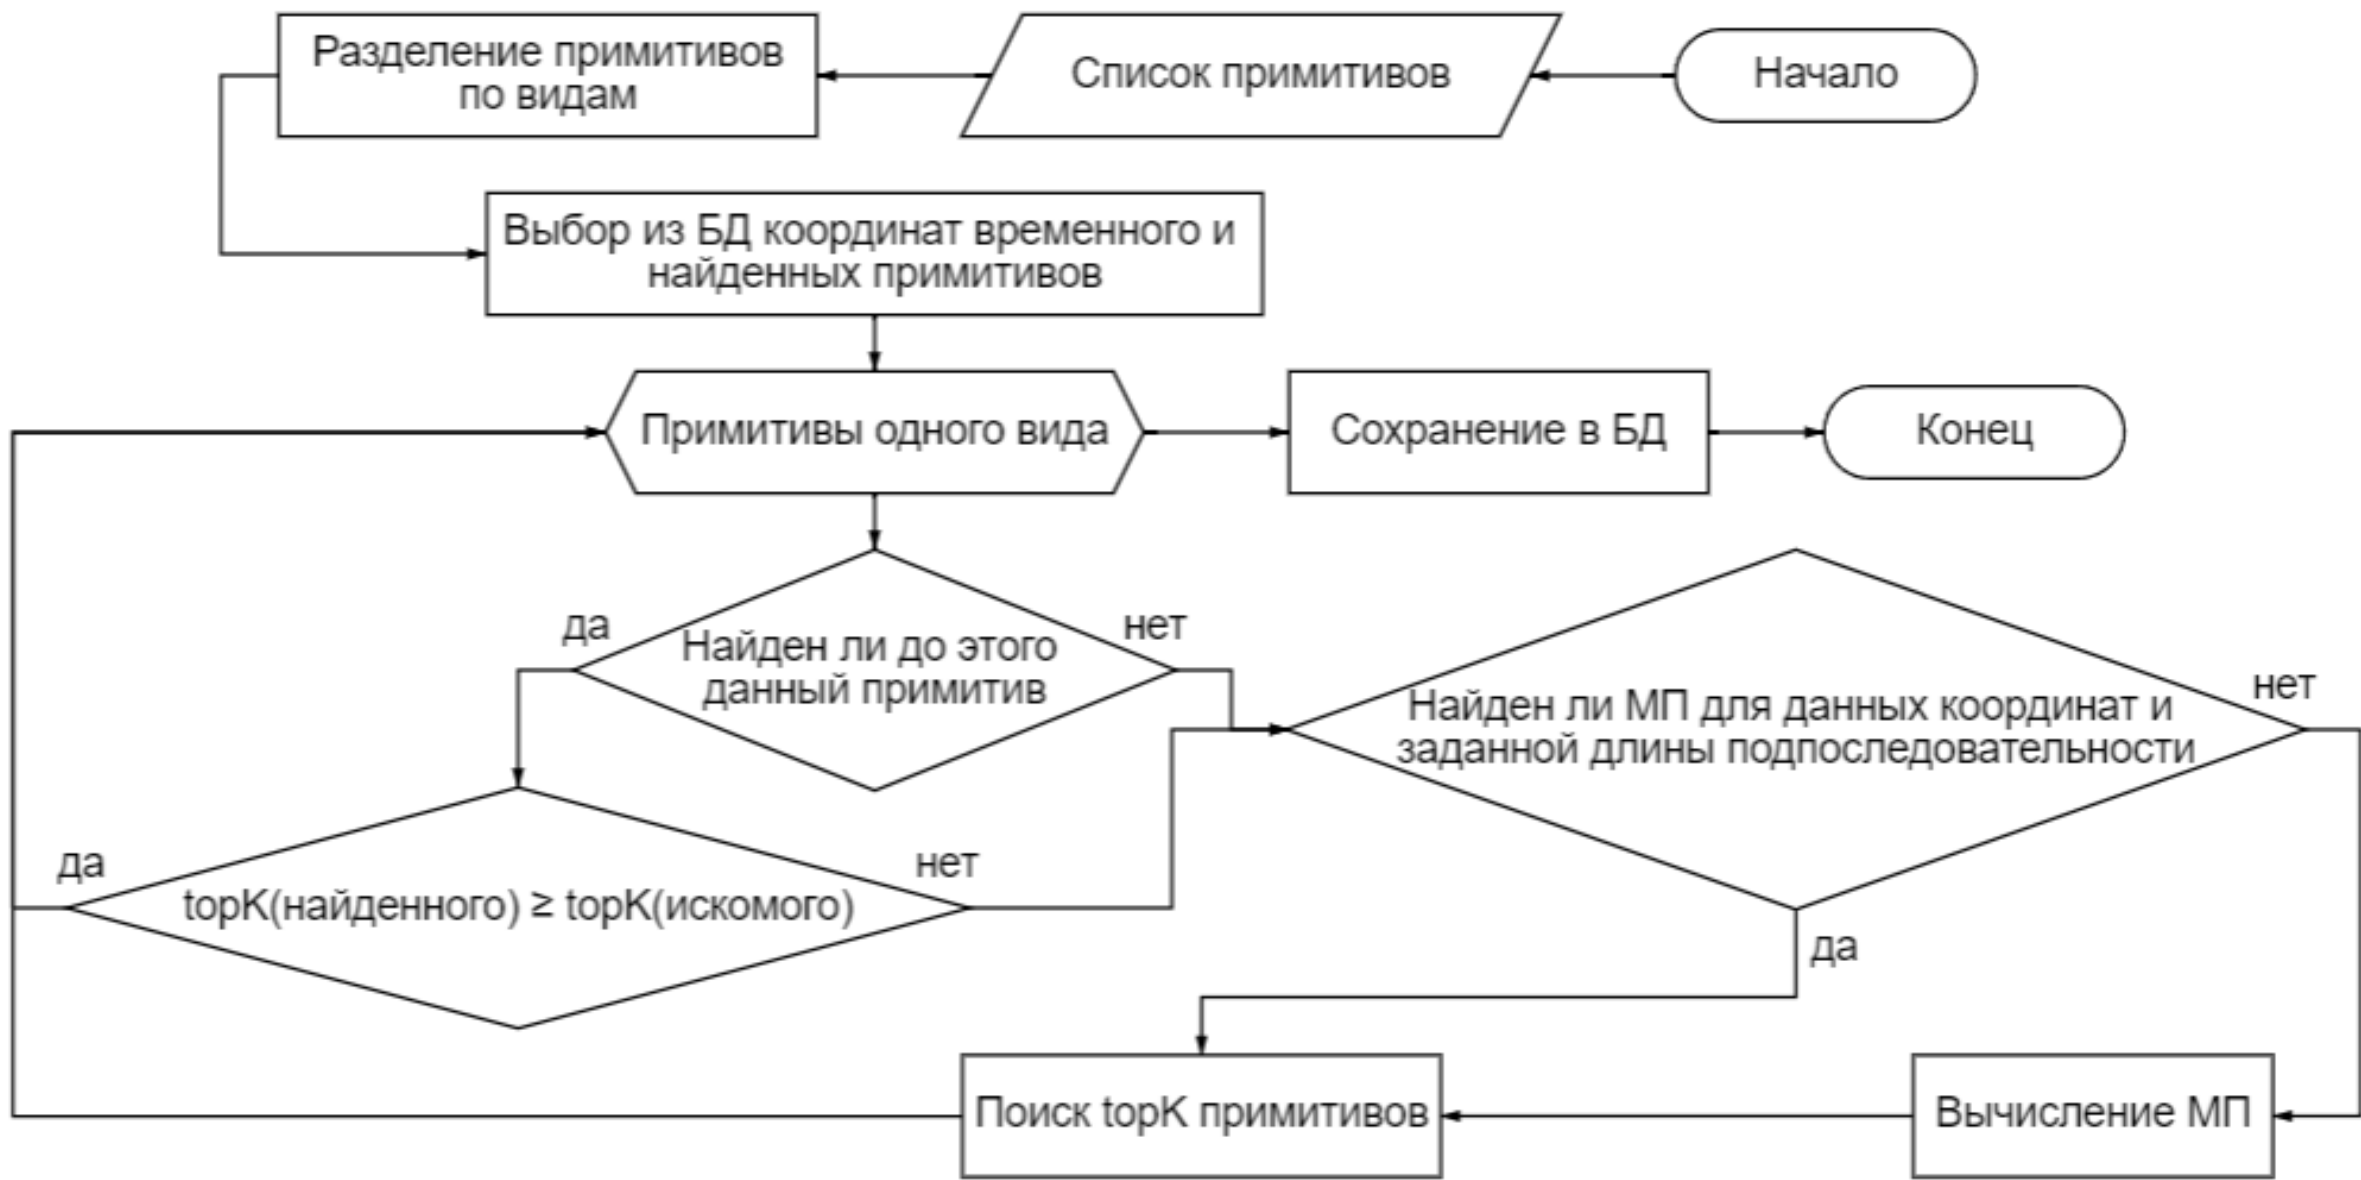 Начало
Список примитивов
Разделение примитивов
по видам
Выбор из БД координат временного и
найденных примитивов
Примитивы одного вида
Сохранение в БД
Конец
да
Найден ли до этого
данный примитив
нет
Найден ли МП для данных координат и
заданной длины подпоследовательности
нет
да
да
topK(найденного) ≥ topK(искомого)
нет
Поиск topK примитивов
Вычисление МП